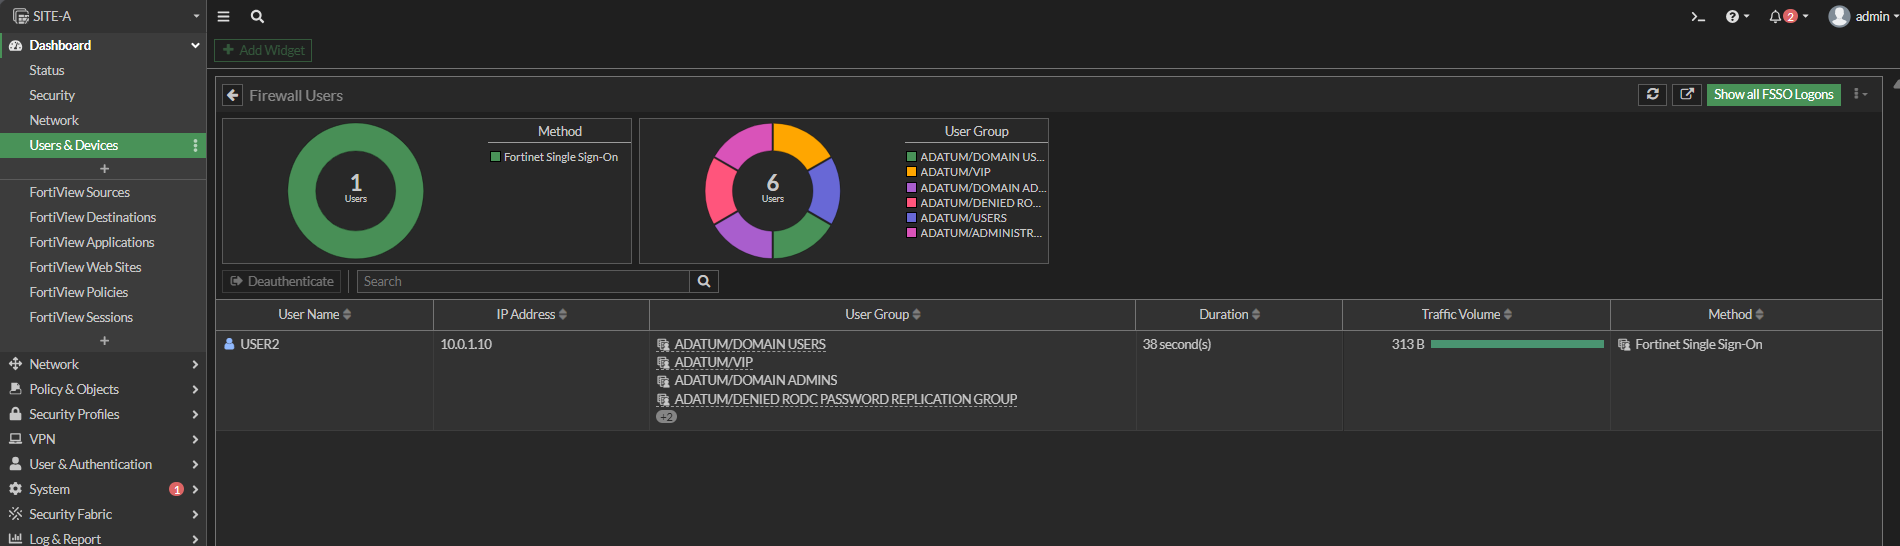 SITE-A
admin
2
Dashboard
Status
Security
Network
Users & Devices
+
FortiView Sources
FortiView Destinations
FortiView Applications
FortiView Web Sites
FortiView Policies
FortiView Sessions
+
Network
Policy & Objects
Security Profiles
VPN
User & Authentication
System 1
Security Fabric
Log & Report
+ Add Widget
Firewall Users
Show all FSSO Logons
Method
1
Users
Fortinet Single Sign-On
User Group
6
Users
ADATUM/DOMAIN US...
ADATUM/VIP
ADATUM/DOMAIN AD...
ADATUM/DENIED RO...
ADATUM/USERS
ADATUM/ADMINISTR...
Deauthenticate
Search
User Name IP Address User Group Duration Traffic Volume Method
USER2 10.0.1.10 ADATUM/DOMAIN USERS 38 second(s) 313 B Fortinet Single Sign-On
ADATUM/VIP
ADATUM/DOMAIN ADMINS
ADATUM/DENIED RODC PASSWORD REPLICATION GROUP
+2